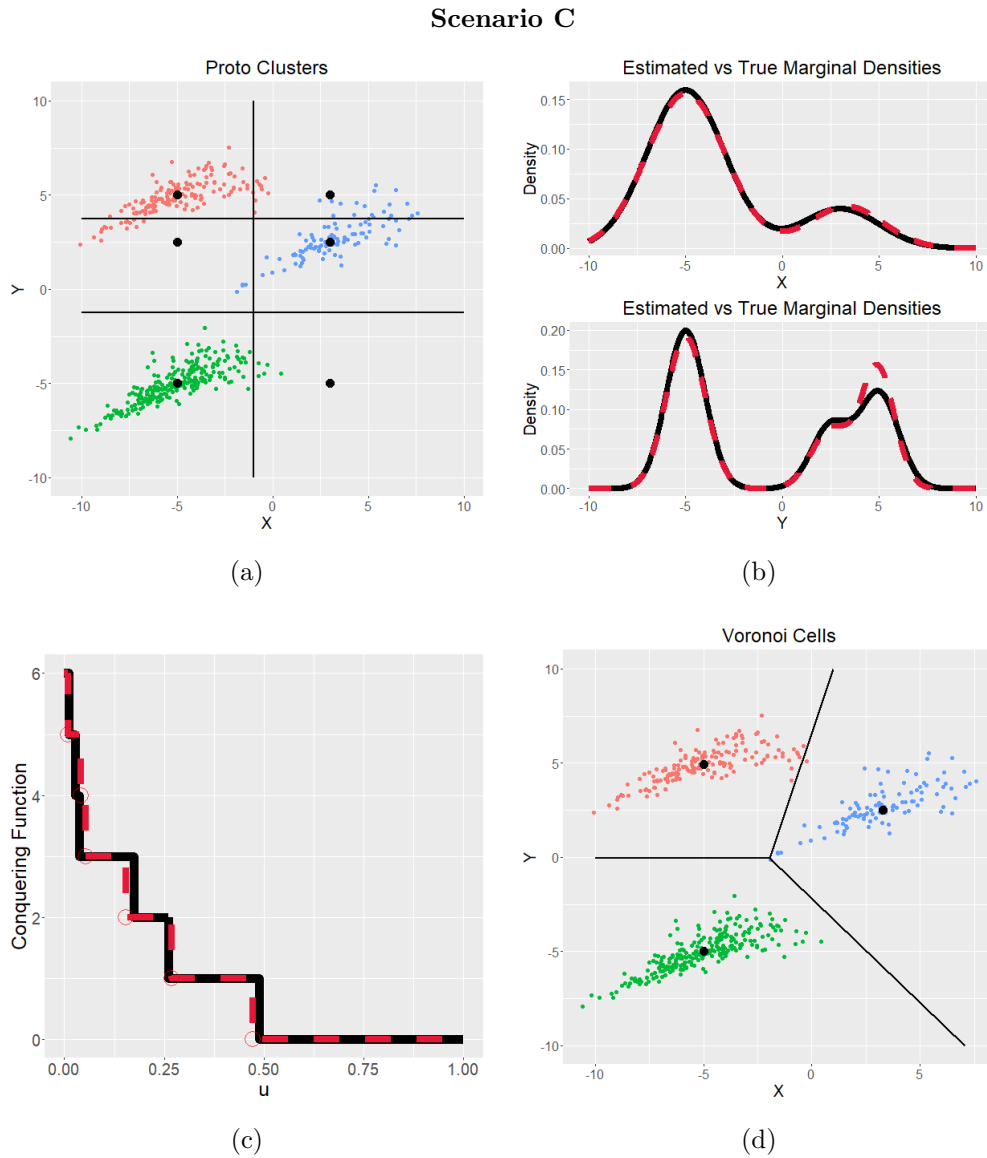 Scenario C
Proto Clusters
10
5
0
-5
-10
Y
-10
-5
0
5
10
X
(a)
Estimated vs True Marginal Densities
0.15
0.10
0.05
0.00
Density
-10
-5
0
5
10
X
Estimated vs True Marginal Densities
0.20
0.15
0.10
0.05
0.00
Density
-10
-5
0
5
10
Y
(b)
6
4
2
0
Conquering Function
0.00
0.25
0.50
0.75
1.00
u
(c)
Voronoi Cells
10
5
0
-5
-10
Y
-10
-5
0
5
X
(d)